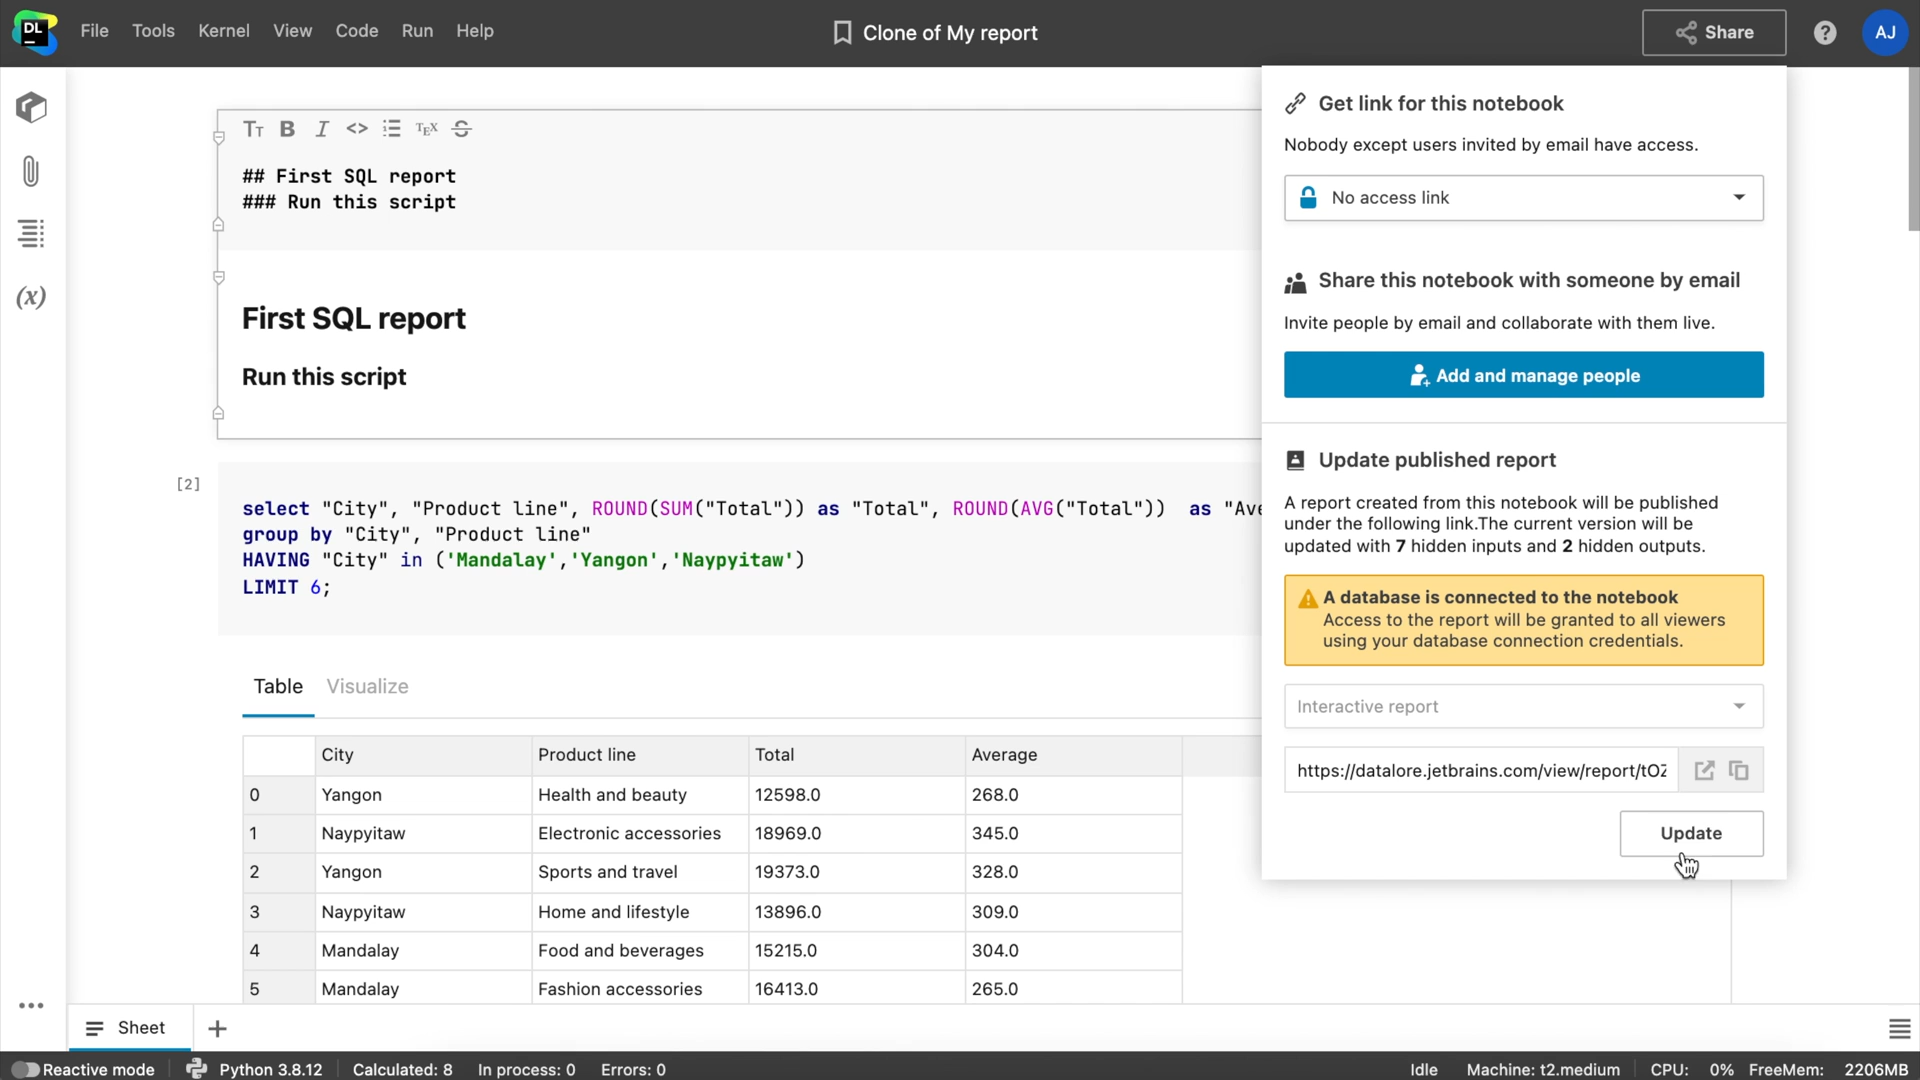 DL
File Tools Kernel View Code Run Help
Clone of My report
Share
?
AJ
Tт B I <> TEX S
## First SQL report
### Run this script
First SQL report
Run this script
(x)
[2]
select "City", "Product line", ROUND(SUM("Total")) as "Total", ROUND(AVG("Total")) as "Ave
group by "City", "Product line"
HAVING "City" in ('Mandalay','Yangon','Naypyitaw')
LIMIT 6;
Table Visualize
City Product line Total Average
0 Yangon Health and beauty 12598.0 268.0
1 Naypyitaw Electronic accessories 18969.0 345.0
2 Yangon Sports and travel 19373.0 328.0
3 Naypyitaw Home and lifestyle 13896.0 309.0
4 Mandalay Food and beverages 15215.0 304.0
5 Mandalay Fashion accessories 16413.0 265.0
Get link for this notebook
Nobody except users invited by email have access.
No access link
Share this notebook with someone by email
Invite people by email and collaborate with them live.
Add and manage people
Update published report
A report created from this notebook will be published
under the following link.The current version will be
updated with 7 hidden inputs and 2 hidden outputs.
A database is connected to the notebook
Access to the report will be granted to all viewers
using your database connection credentials.
Interactive report
https://datalore.jetbrains.com/view/report/tOZ
Update
Sheet +
Reactive mode Python 3.8.12 Calculated: 8 In process: 0 Errors: 0 Idle Machine: t2.medium CPU: 0% FreeMem: 2206MB